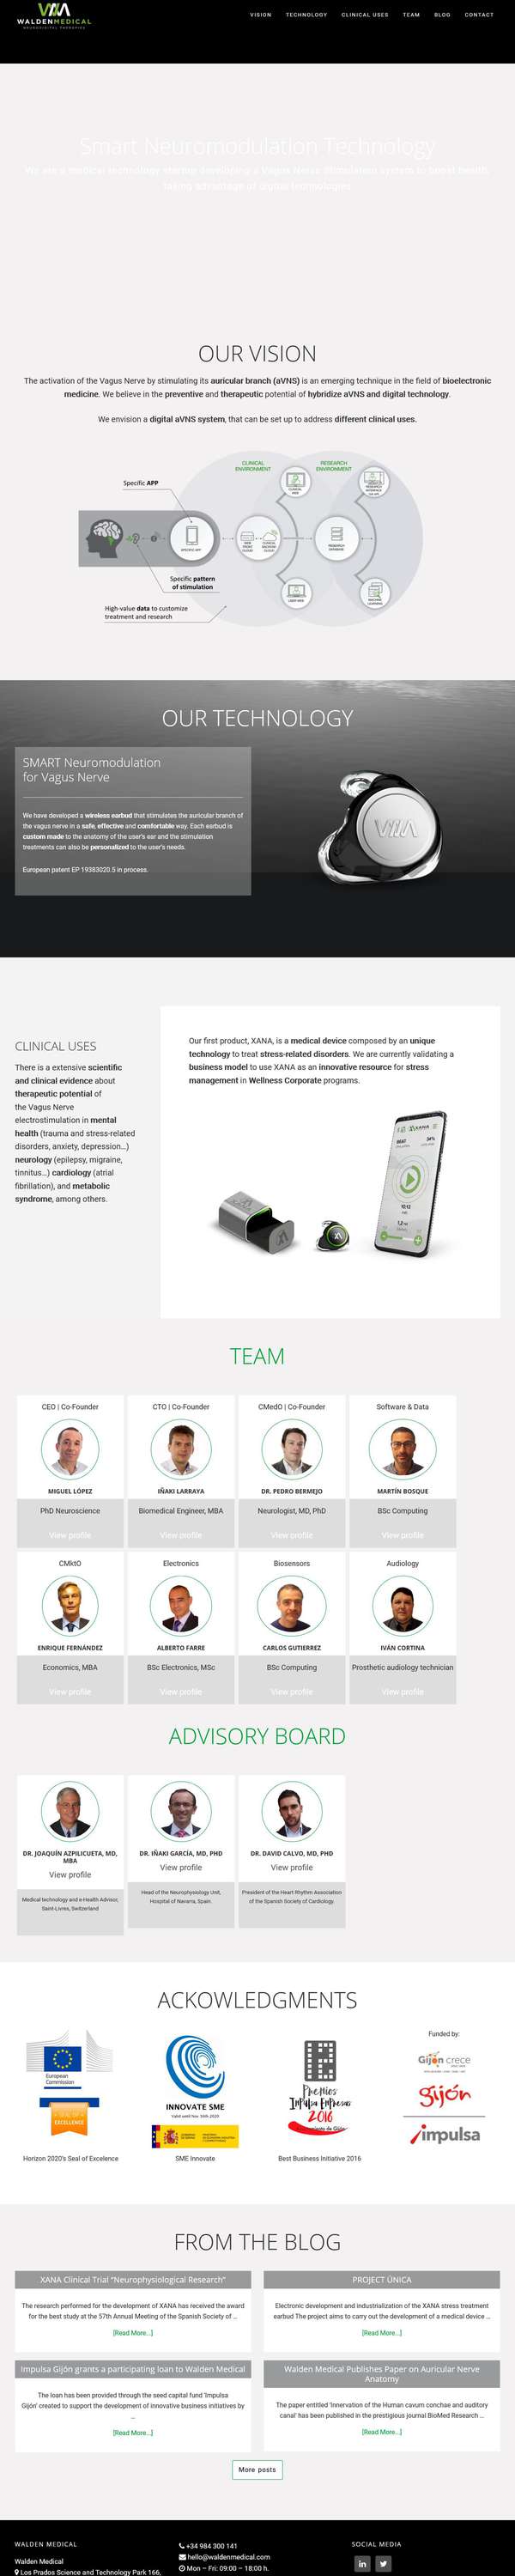 WALDENMEDICAL
NEURODIGITAL THERAPIES
VISION TECHNOLOGY CLINICAL USES TEAM BLOG CONTACT
Smart Neuromodulation Technology
We are a medical technology startup developing a Vagus Nerve Stimulation system to boost health,
taking advantage of digital technologies
OUR VISION
The activation of the Vagus Nerve by stimulating its auricular branch (aVNS) is an emerging technique in the field of bioelectronic
medicine. We believe in the preventive and therapeutic potential of hybridize aVNS and digital technology.
We envision a digital aVNS system, that can be set up to address different clinical uses.
CLINICAL
ENVIRONMENT
RESEARCH
ENVIRONMENT
Specific APP
SPECIFIC APP
RESEARCH
DATABASE
MACHINE
LEARNING
Specific pattern
of stimulation
High-value data to customize
treatment and research
OUR TECHNOLOGY
SMART Neuromodulation
for Vagus Nerve
We have developed a wireless earbud that stimulates the auricular branch of
the vagus nerve in a safe, effective and comfortable way. Each earbud is
custom made to the anatomy of the user's ear and the stimulation
treatments can also be personalized to the user's needs.
European patent EP 19383020.5 in process.
CLINICAL USES
There is a extensive scientific
and clinical evidence about
therapeutic potential of
the Vagus Nerve
electrostimulation in mental
health (trauma and stress-related
disorders, anxiety, depression...)
neurology (epilepsy, migraine,
tinnitus...) cardiology (atrial
fibrillation), and metabolic
syndrome, among others.
Our first product, XANA, is a medical device composed by an unique
technology to treat stress-related disorders. We are currently validating a
business model to use XANA as an innovative resource for stress
management in Wellness Corporate programs.
XANA
34%
10:12
TEAM
CEO | Co-Founder
MIGUEL LÓPEZ
PhD Neuroscience
View profile
CTO | Co-Founder
IÑAKI LARRAYA
Biomedical Engineer, MBA
View profile
CMedO | Co-Founder
DR. PEDRO BERMEJO
Neurologist, MD, PhD
View profile
Software & Data
MARTÍN BOSQUE
BSc Computing
View profile
CMktO
ENRIQUE FERNÁNDEZ
Economics, MBA
View profile
Electronics
ALBERTO FARRE
BSc Electronics, MSc
View profile
Biosensors
CARLOS GUTIERREZ
BSc Computing
View profile
Audiology
IVÁN CORTINA
Prosthetic audiology technician
View profile
ADVISORY BOARD
DR. JOAQUÍN AZPILICUETA, MD,
MBA
View profile
Medical technology and e-Health Advisor,
Saint-Livres, Switzerland
DR. IÑAKI GARCÍA, MD, PHD
View profile
Head of the Neurophysiology Unit,
Hospital of Navarra, Spain.
DR. DAVID CALVO, MD, PHD
View profile
President of the Heart Rhythm Association
of the Spanish Society of Cardiology.
ACKOWLEDGMENTS
European
Commission
SEAL OF
EXCELLENCE
Horizon 2020's Seal of Excellence
INNOVATE SME
Valid until Nov. 16th 2020
SME Innovate
Premios
Impulsa Empresas
2016
Ayuntamiento de Gijón
Best Business Initiative 2016
Funded by:
Gijón crece
gijón
impulsa
FROM THE BLOG
XANA Clinical Trial "Neurophysiological Research"
The research performed for the development of XANA has received the award
for the best study at the 57th Annual Meeting of the Spanish Society of ...
[Read More...]
PROJECT ÚNICA
Electronic development and industrialization of the XANA stress treatment
earbud The project aims to carry out the development of a medical device ...
[Read More...]
Impulsa Gijón grants a participating loan to Walden Medical
The loan has been provided through the seed capital fund 'Impulsa
Gijón' created to support the development of innovative business initiatives by
...
[Read More...]
Walden Medical Publishes Paper on Auricular Nerve
Anatomy
The paper entitled 'Innervation of the Human cavum conchae and auditory
canal' has been published in the prestigious journal BioMed Research ...
[Read More...]
More posts
WALDEN MEDICAL
Walden Medical
Los Prados Science and Technology Park 166,
+34 984 300 141
hello@waldenmedical.com
Mon – Fri: 09:00 – 18:00 h.
SOCIAL MEDIA